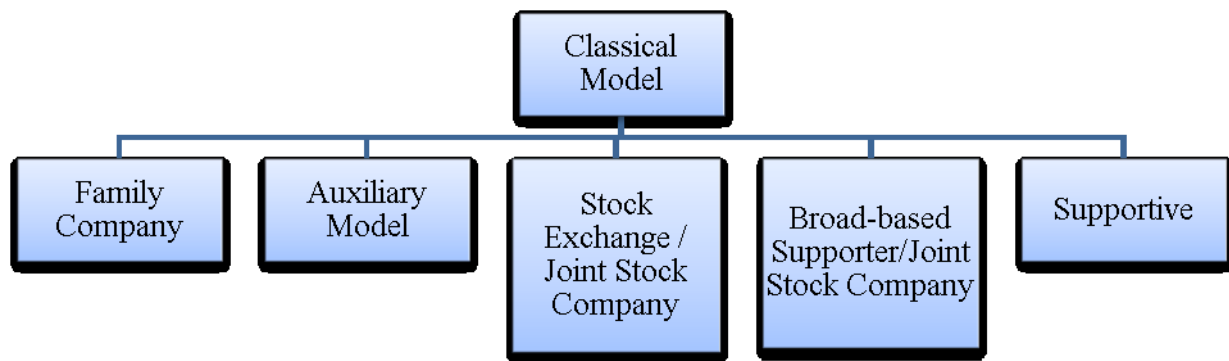 Classical
Model
Family
Company
Auxiliary
Model
Stock
Exchange /
Joint Stock
Company
Broad-based
Supporter/Joint
Stock Company
Supportive